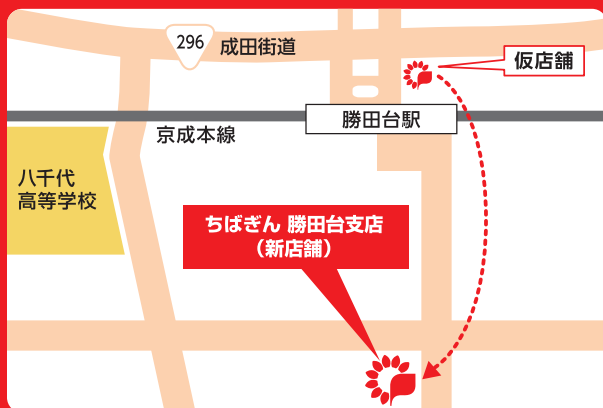 296
成田街道
仮店舗
勝田台駅
京成本線
八千代
高等学校
ちばぎん 勝田台支店
（新店舗）